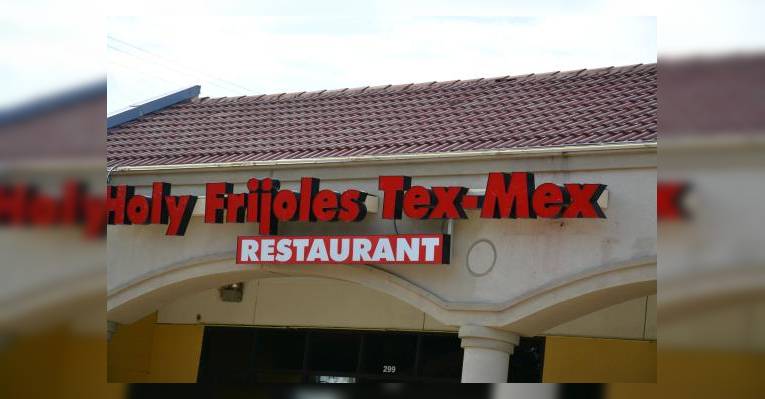 Holy Frijoles Tex-Mex
RESTAURANT
299